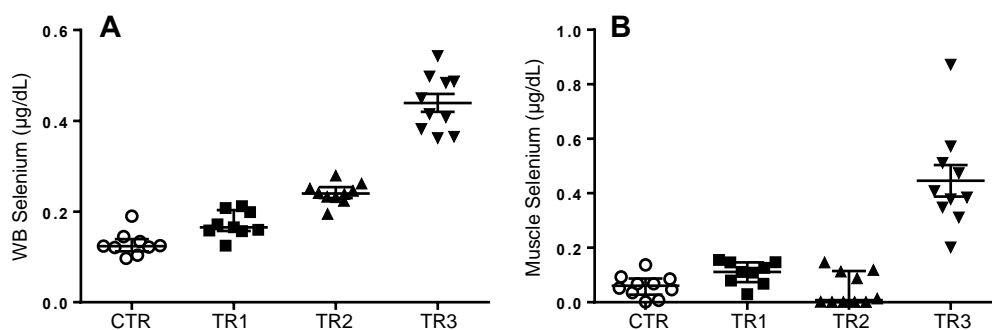 A
WB Selenium (µg/dL)
0.6
0.4
0.2
0.0
CTR
TR1
TR2
TR3
B
Muscle Selenium (µg/dL)
1.0
0.8
0.6
0.4
0.2
0.0
CTR
TR1
TR2
TR3